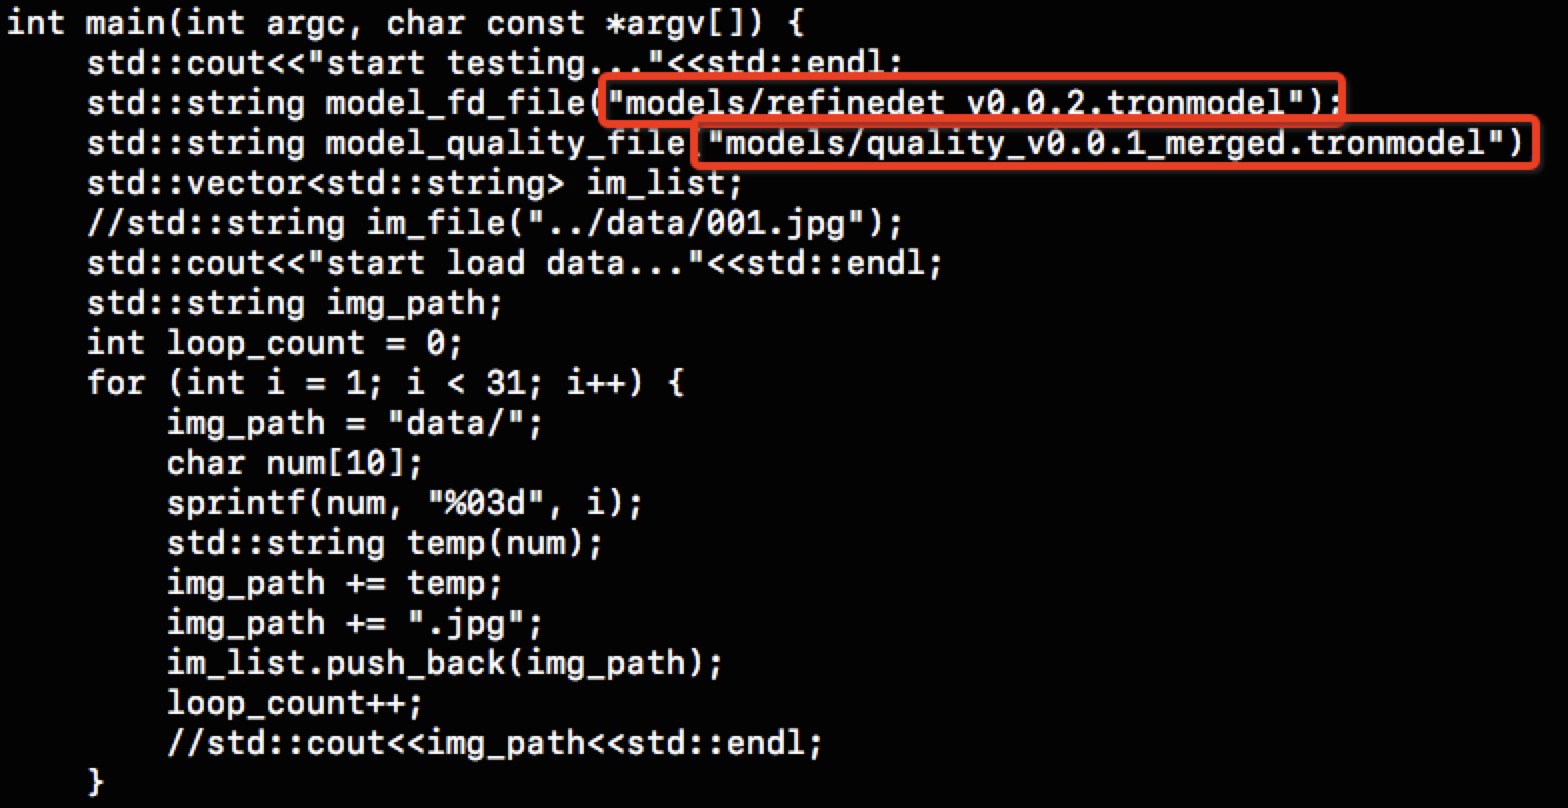 int main(int argc, char const *argv[]) {
    std::cout<<"start testing..."<<std::endl;
    std::string model_fd_file("models/refinedet_v0.0.2.tronmodel");
    std::string model_quality_file("models/quality_v0.0.1_merged.tronmodel")
    std::vector<std::string> im_list;
    //std::string im_file("../data/001.jpg");
    std::cout<<"start load data..."<<std::endl;
    std::string img_path;
    int loop_count = 0;
    for (int i = 1; i < 31; i++) {
        img_path = "data/";
        char num[10];
        sprintf(num, "%03d", i);
        std::string temp(num);
        img_path += temp;
        img_path += ".jpg";
        im_list.push_back(img_path);
        loop_count++;
        //std::cout<<img_path<<std::endl;
    }